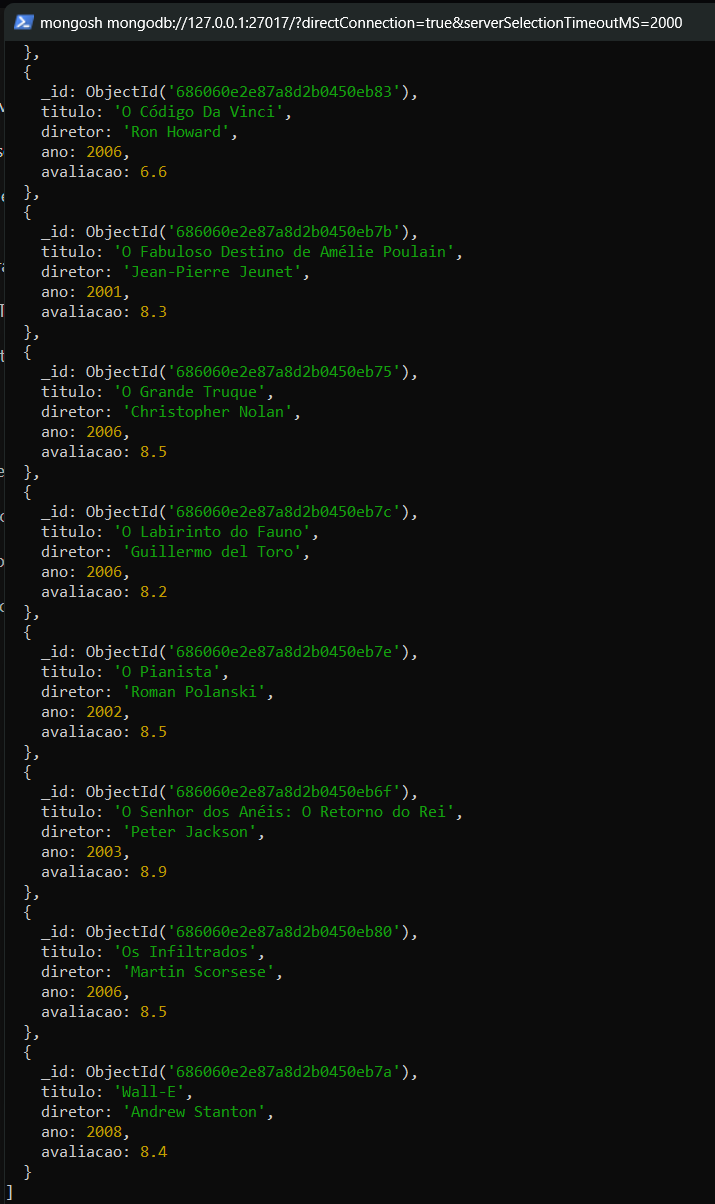 mongosh mongodb://127.0.0.1:27017/?directConnection=true&serverSelectionTimeoutMS=2000
},
{
_id: ObjectId('686060e2e87a8d2b0450eb83'),
titulo: 'O Código Da Vinci',
diretor: 'Ron Howard',
ano: 2006,
avaliacao: 6.6
},
{
_id: ObjectId('686060e2e87a8d2b0450eb7b'),
titulo: 'O Fabuloso Destino de Amélie Poulain',
diretor: 'Jean-Pierre Jeunet',
ano: 2001,
avaliacao: 8.3
},
{
_id: ObjectId('686060e2e87a8d2b0450eb75'),
titulo: 'O Grande Truque',
diretor: 'Christopher Nolan',
ano: 2006,
avaliacao: 8.5
},
{
_id: ObjectId('686060e2e87a8d2b0450eb7c'),
titulo: 'O Labirinto do Fauno',
diretor: 'Guillermo del Toro',
ano: 2006,
avaliacao: 8.2
},
{
_id: ObjectId('686060e2e87a8d2b0450eb7e'),
titulo: 'O Pianista',
diretor: 'Roman Polanski',
ano: 2002,
avaliacao: 8.5
},
{
_id: ObjectId('686060e2e87a8d2b0450eb6f'),
titulo: 'O Senhor dos Anéis: O Retorno do Rei',
diretor: 'Peter Jackson',
ano: 2003,
avaliacao: 8.9
},
{
_id: ObjectId('686060e2e87a8d2b0450eb80'),
titulo: 'Os Infiltrados',
diretor: 'Martin Scorsese',
ano: 2006,
avaliacao: 8.5
},
{
_id: ObjectId('686060e2e87a8d2b0450eb7a'),
titulo: 'Wall-E',
diretor: 'Andrew Stanton',
ano: 2008,
avaliacao: 8.4
}
]